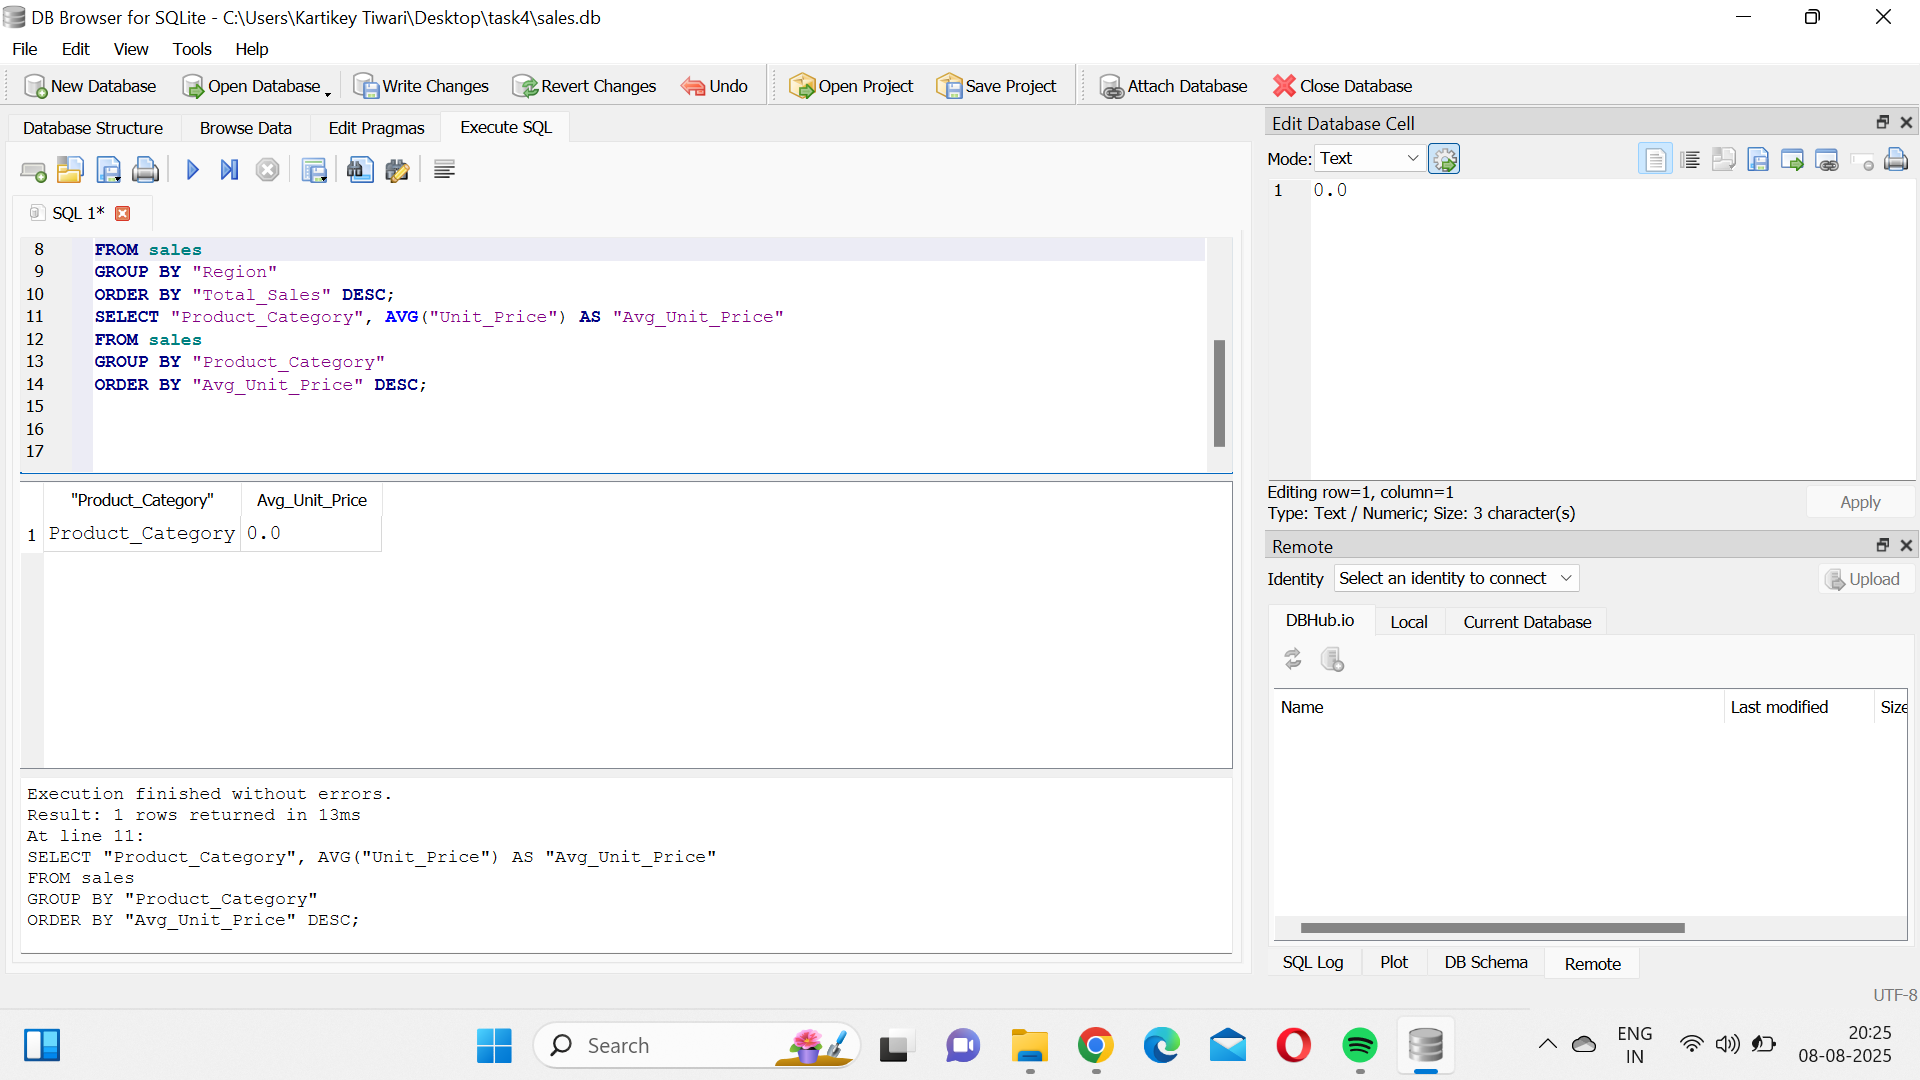 DB Browser for SQLite - C:\Users\Kartikey Tiwari\Desktop\task4\sales.db
File Edit View Tools Help
New Database Open Database Write Changes Revert Changes Undo Open Project Save Project Attach Database Close Database
Database Structure Browse Data Edit Pragmas Execute SQL
SQL 1*
8 FROM sales
9 GROUP BY "Region"
10 ORDER BY "Total_Sales" DESC;
11 SELECT "Product_Category", AVG("Unit_Price") AS "Avg_Unit_Price"
12 FROM sales
13 GROUP BY "Product_Category"
14 ORDER BY "Avg_Unit_Price" DESC;
15
16
17
"Product_Category" Avg_Unit_Price
1 Product_Category 0.0
Execution finished without errors.
Result: 1 rows returned in 13ms
At line 11:
SELECT "Product_Category", AVG("Unit_Price") AS "Avg_Unit_Price"
FROM sales
GROUP BY "Product_Category"
ORDER BY "Avg_Unit_Price" DESC;
Edit Database Cell
Mode: Text
1 0.0
Editing row=1, column=1
Type: Text / Numeric; Size: 3 character(s)
Apply
Remote
Identity Select an identity to connect Upload
DBHub.io Local Current Database
Name Last modified Size
SQL Log Plot DB Schema Remote
UTF-8
Search
ENG
IN
20:25
08-08-2025